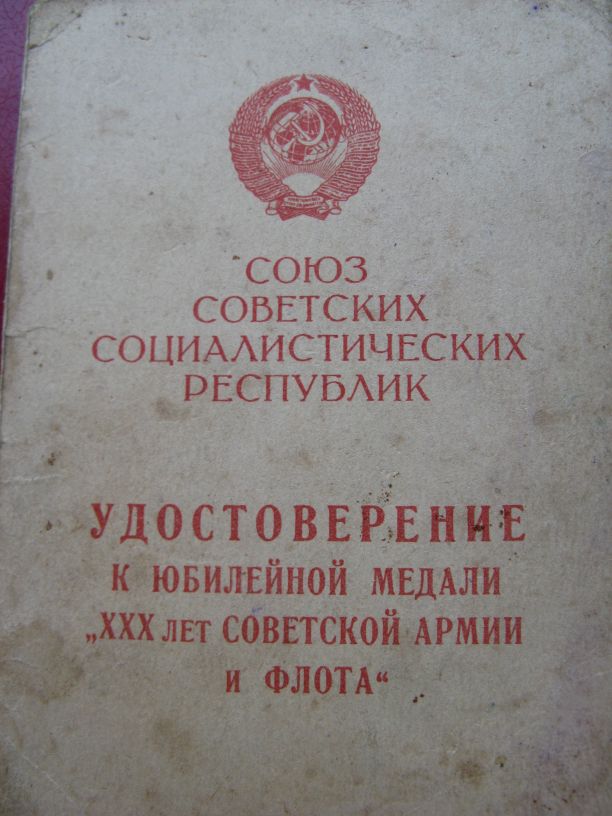 СОЮЗ
СОВЕТСКИХ
СОЦИАЛИСТИЧЕСКИХ
РЕСПУБЛИК
УДОСТОВЕРЕНИЕ
К ЮБИЛЕЙНОЙ МЕДАЛИ
„XXX лет СОВЕТСКОЙ АРМИИ
И ФЛОТА“